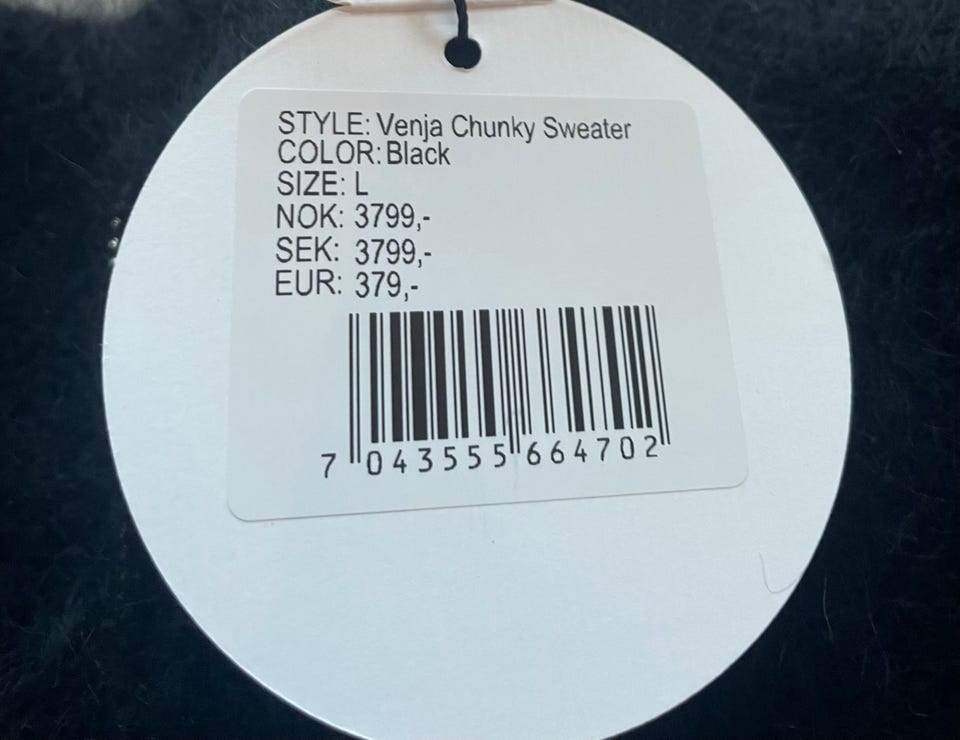 STYLE: Venja Chunky Sweater
COLOR: Black
SIZE: L
NOK: 3799,-
SEK: 3799,-
EUR: 379,-
7 043555 664702